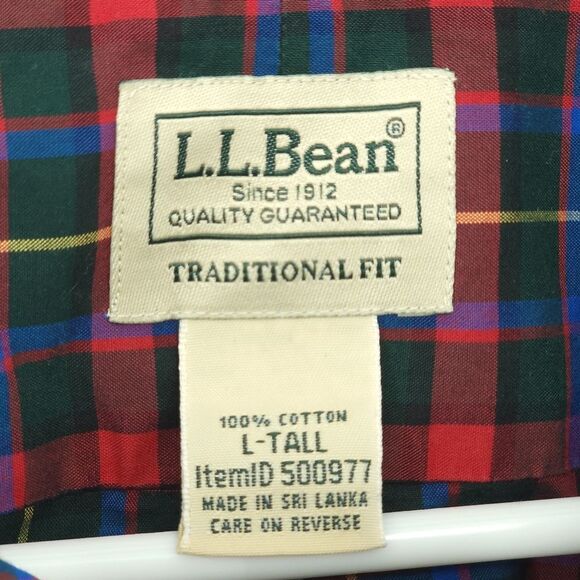 L.L.Bean®
Since 1912
QUALITY GUARANTEED
TRADITIONAL FIT
100% COTTON
L-TALL
ItemID 500977
MADE IN SRI LANKA
CARE ON REVERSE